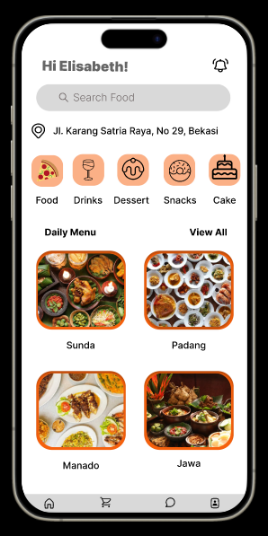 Hi Elisabeth!
Search Food
Jl. Karang Satria Raya, No 29, Bekasi
Food Drinks Dessert Snacks Cake
Daily Menu View All
Sunda Padang
Manado Jawa